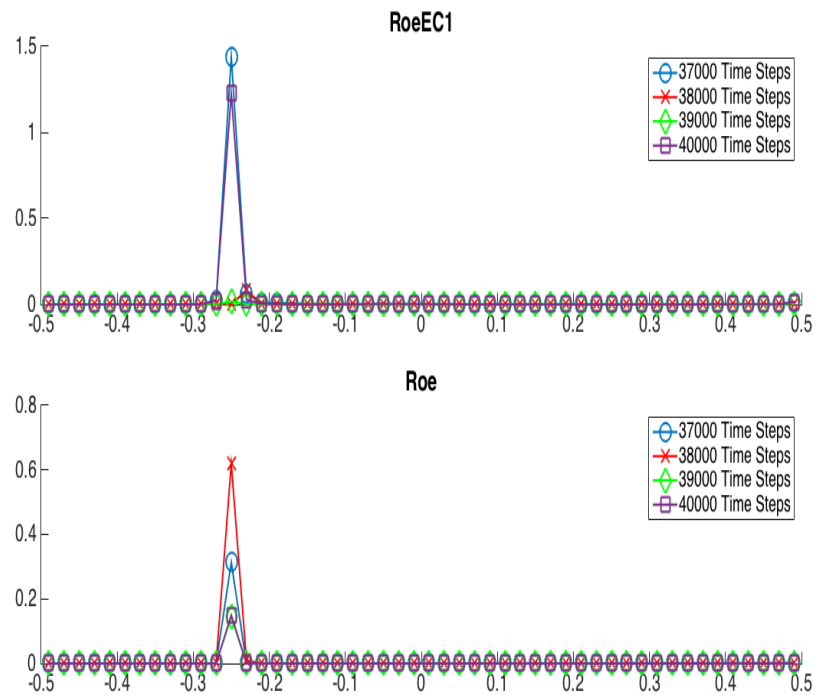 RoeEC1
1.5
1
0.5
0
-0.5 -0.4 -0.3 -0.2 -0.1 0 0.1 0.2 0.3 0.4 0.5
37000 Time Steps
38000 Time Steps
39000 Time Steps
40000 Time Steps
Roe
0.8
0.6
0.4
0.2
0
-0.5 -0.4 -0.3 -0.2 -0.1 0 0.1 0.2 0.3 0.4 0.5
37000 Time Steps
38000 Time Steps
39000 Time Steps
40000 Time Steps